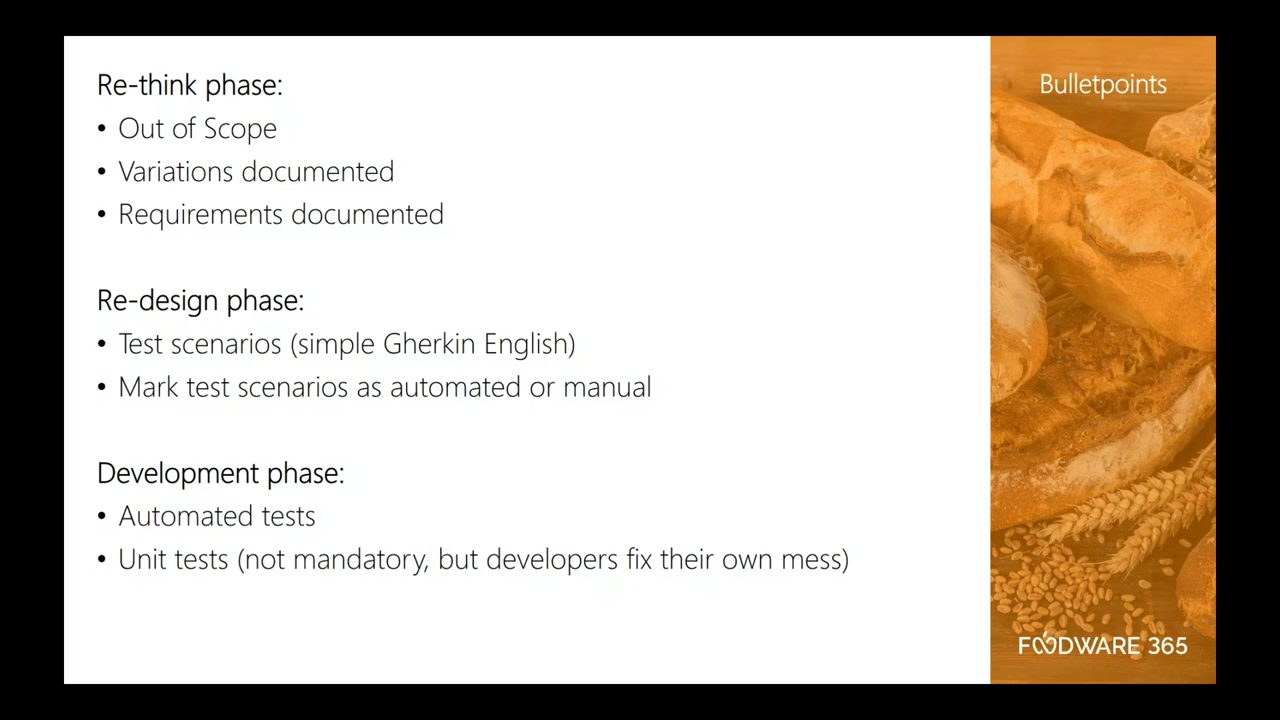 Re-think phase:
• Out of Scope
• Variations documented
• Requirements documented
Re-design phase:
• Test scenarios (simple Gherkin English)
• Mark test scenarios as automated or manual
Development phase:
• Automated tests
• Unit tests (not mandatory, but developers fix their own mess)
Bulletpoints
FOODWARE 365